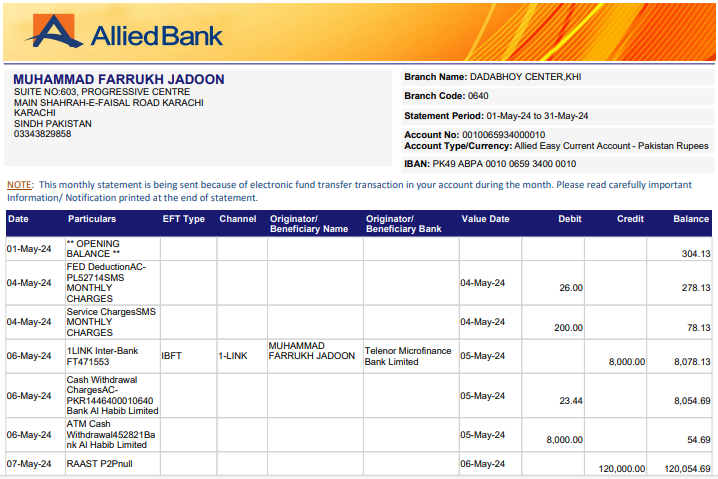 Allied Bank
MUHAMMAD FARRUKH JADOON
SUITE NO:603, PROGRESSIVE CENTRE
MAIN SHAHRAH-E-FAISAL ROAD KARACHI
KARACHI
SINDH PAKISTAN
03343829858
Branch Name: DADABHOY CENTER,KHI
Branch Code: 0640
Statement Period: 01-May-24 to 31-May-24
Account No: 0010065934000010
Account Type/Currency: Allied Easy Current Account - Pakistan Rupees
IBAN: PK49 ABPA 0010 0659 3400 0010
NOTE: This monthly statement is being sent because of electronic fund transfer transaction in your account during the month. Please read carefully important
Information/ Notification printed at the end of statement.
Date Particulars EFT Type Channel Originator/ Beneficiary Name Originator/ Beneficiary Bank Value Date Debit Credit Balance
01-May-24 ** OPENING BALANCE ** 304.13
04-May-24 FED DeductionAC-PL52714SMS MONTHLY CHARGES 04-May-24 26.00 278.13
04-May-24 Service ChargesSMS MONTHLY CHARGES 04-May-24 200.00 78.13
06-May-24 1LINK Inter-Bank FT471553 IBFT 1-LINK MUHAMMAD FARRUKH JADOON Telenor Microfinance Bank Limited 05-May-24 8,000.00 8,078.13
06-May-24 Cash Withdrawal ChargesAC-PKR1446400010640 Bank Al Habib Limited 05-May-24 23.44 8,054.69
06-May-24 ATM Cash Withdrawal452821Bank Al Habib Limited 05-May-24 8,000.00 54.69
07-May-24 RAAST P2Pnull 06-May-24 120,000.00 120,054.69